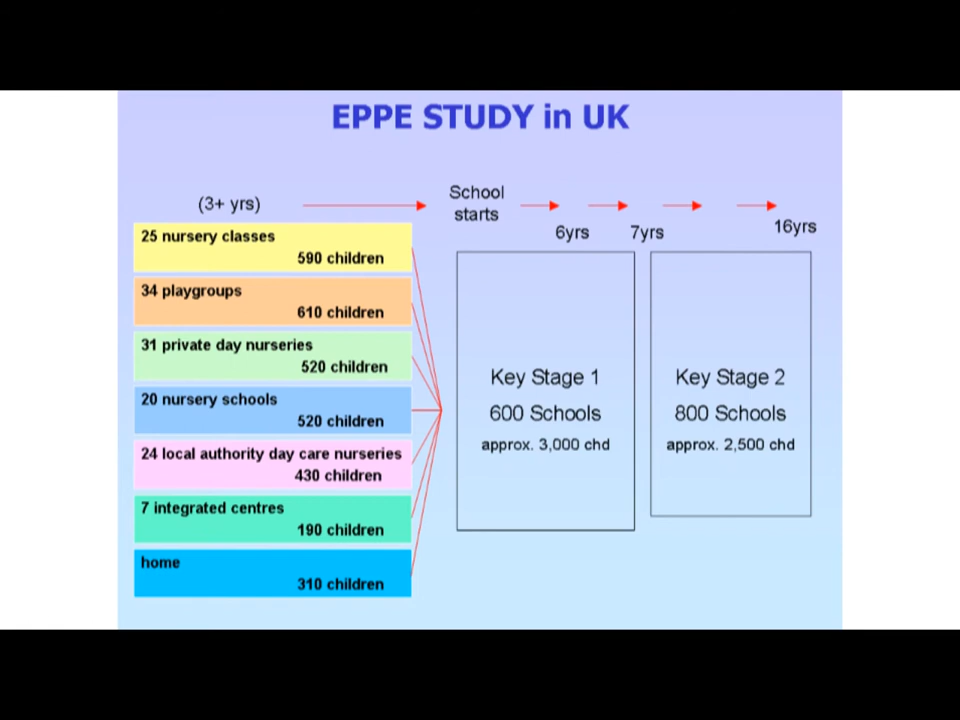 EPPE STUDY in UK
(3+ yrs)
School
starts
6yrs
7yrs
16yrs
25 nursery classes
590 children
34 playgroups
610 children
31 private day nurseries
520 children
20 nursery schools
520 children
24 local authority day care nurseries
430 children
7 integrated centres
190 children
home
310 children
Key Stage 1
600 Schools
approx. 3,000 chd
Key Stage 2
800 Schools
approx. 2,500 chd